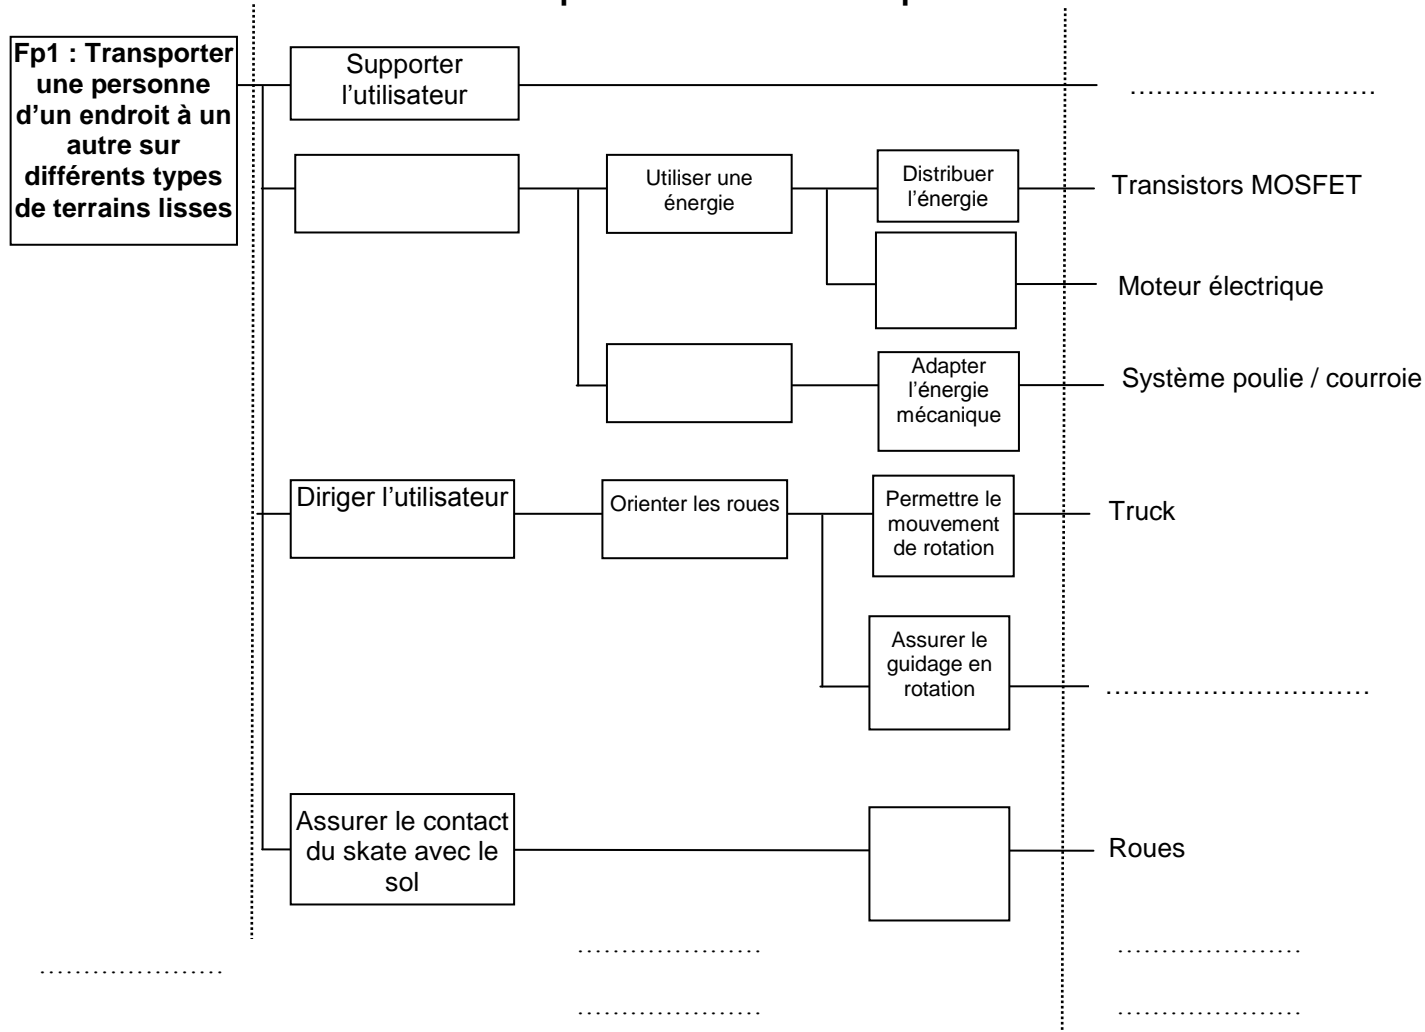 Fp1 : Transporter
une personne
d’un endroit à un
autre sur
différents types
de terrains lisses
Supporter
l’utilisateur
……………………….
Utiliser une
énergie
Distribuer
l’énergie
Transistors MOSFET
Moteur électrique
Adapter
l’énergie
mécanique
Système poulie / courroie
Diriger l’utilisateur
Orienter les roues
Permettre le
mouvement
de rotation
Truck
Assurer le
guidage en
rotation
…………………………
Assurer le contact
du skate avec le
sol
Roues
…………………
…………………
…………………
…………………
…………………